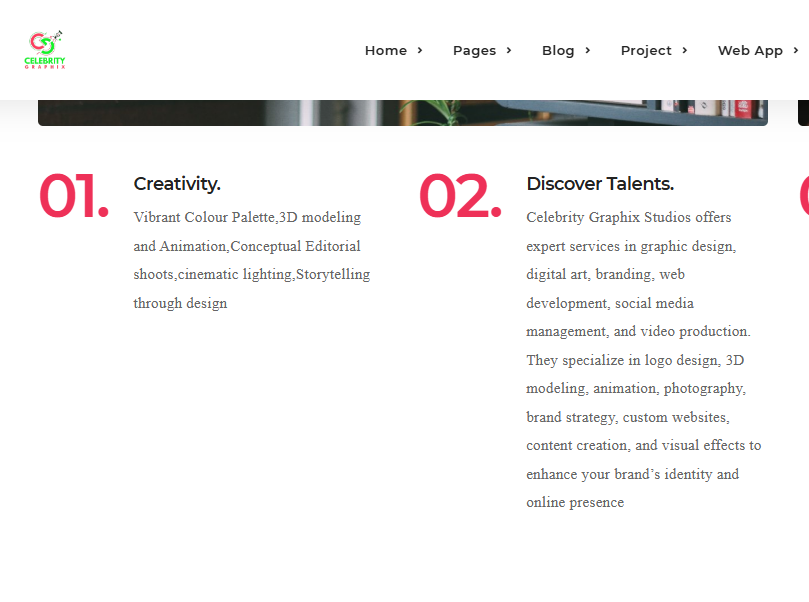 CELEBRITY
GRAPHIX
Home
Pages
Blog
Project
Web App
01.
Creativity.
Vibrant Colour Palette,3D modeling
and Animation,Conceptual Editorial
shoots,cinematic lighting,Storytelling
through design
02.
Discover Talents.
Celebrity Graphix Studios offers
expert services in graphic design,
digital art, branding, web
development, social media
management, and video production.
They specialize in logo design, 3D
modeling, animation, photography,
brand strategy, custom websites,
content creation, and visual effects to
enhance your brand’s identity and
online presence